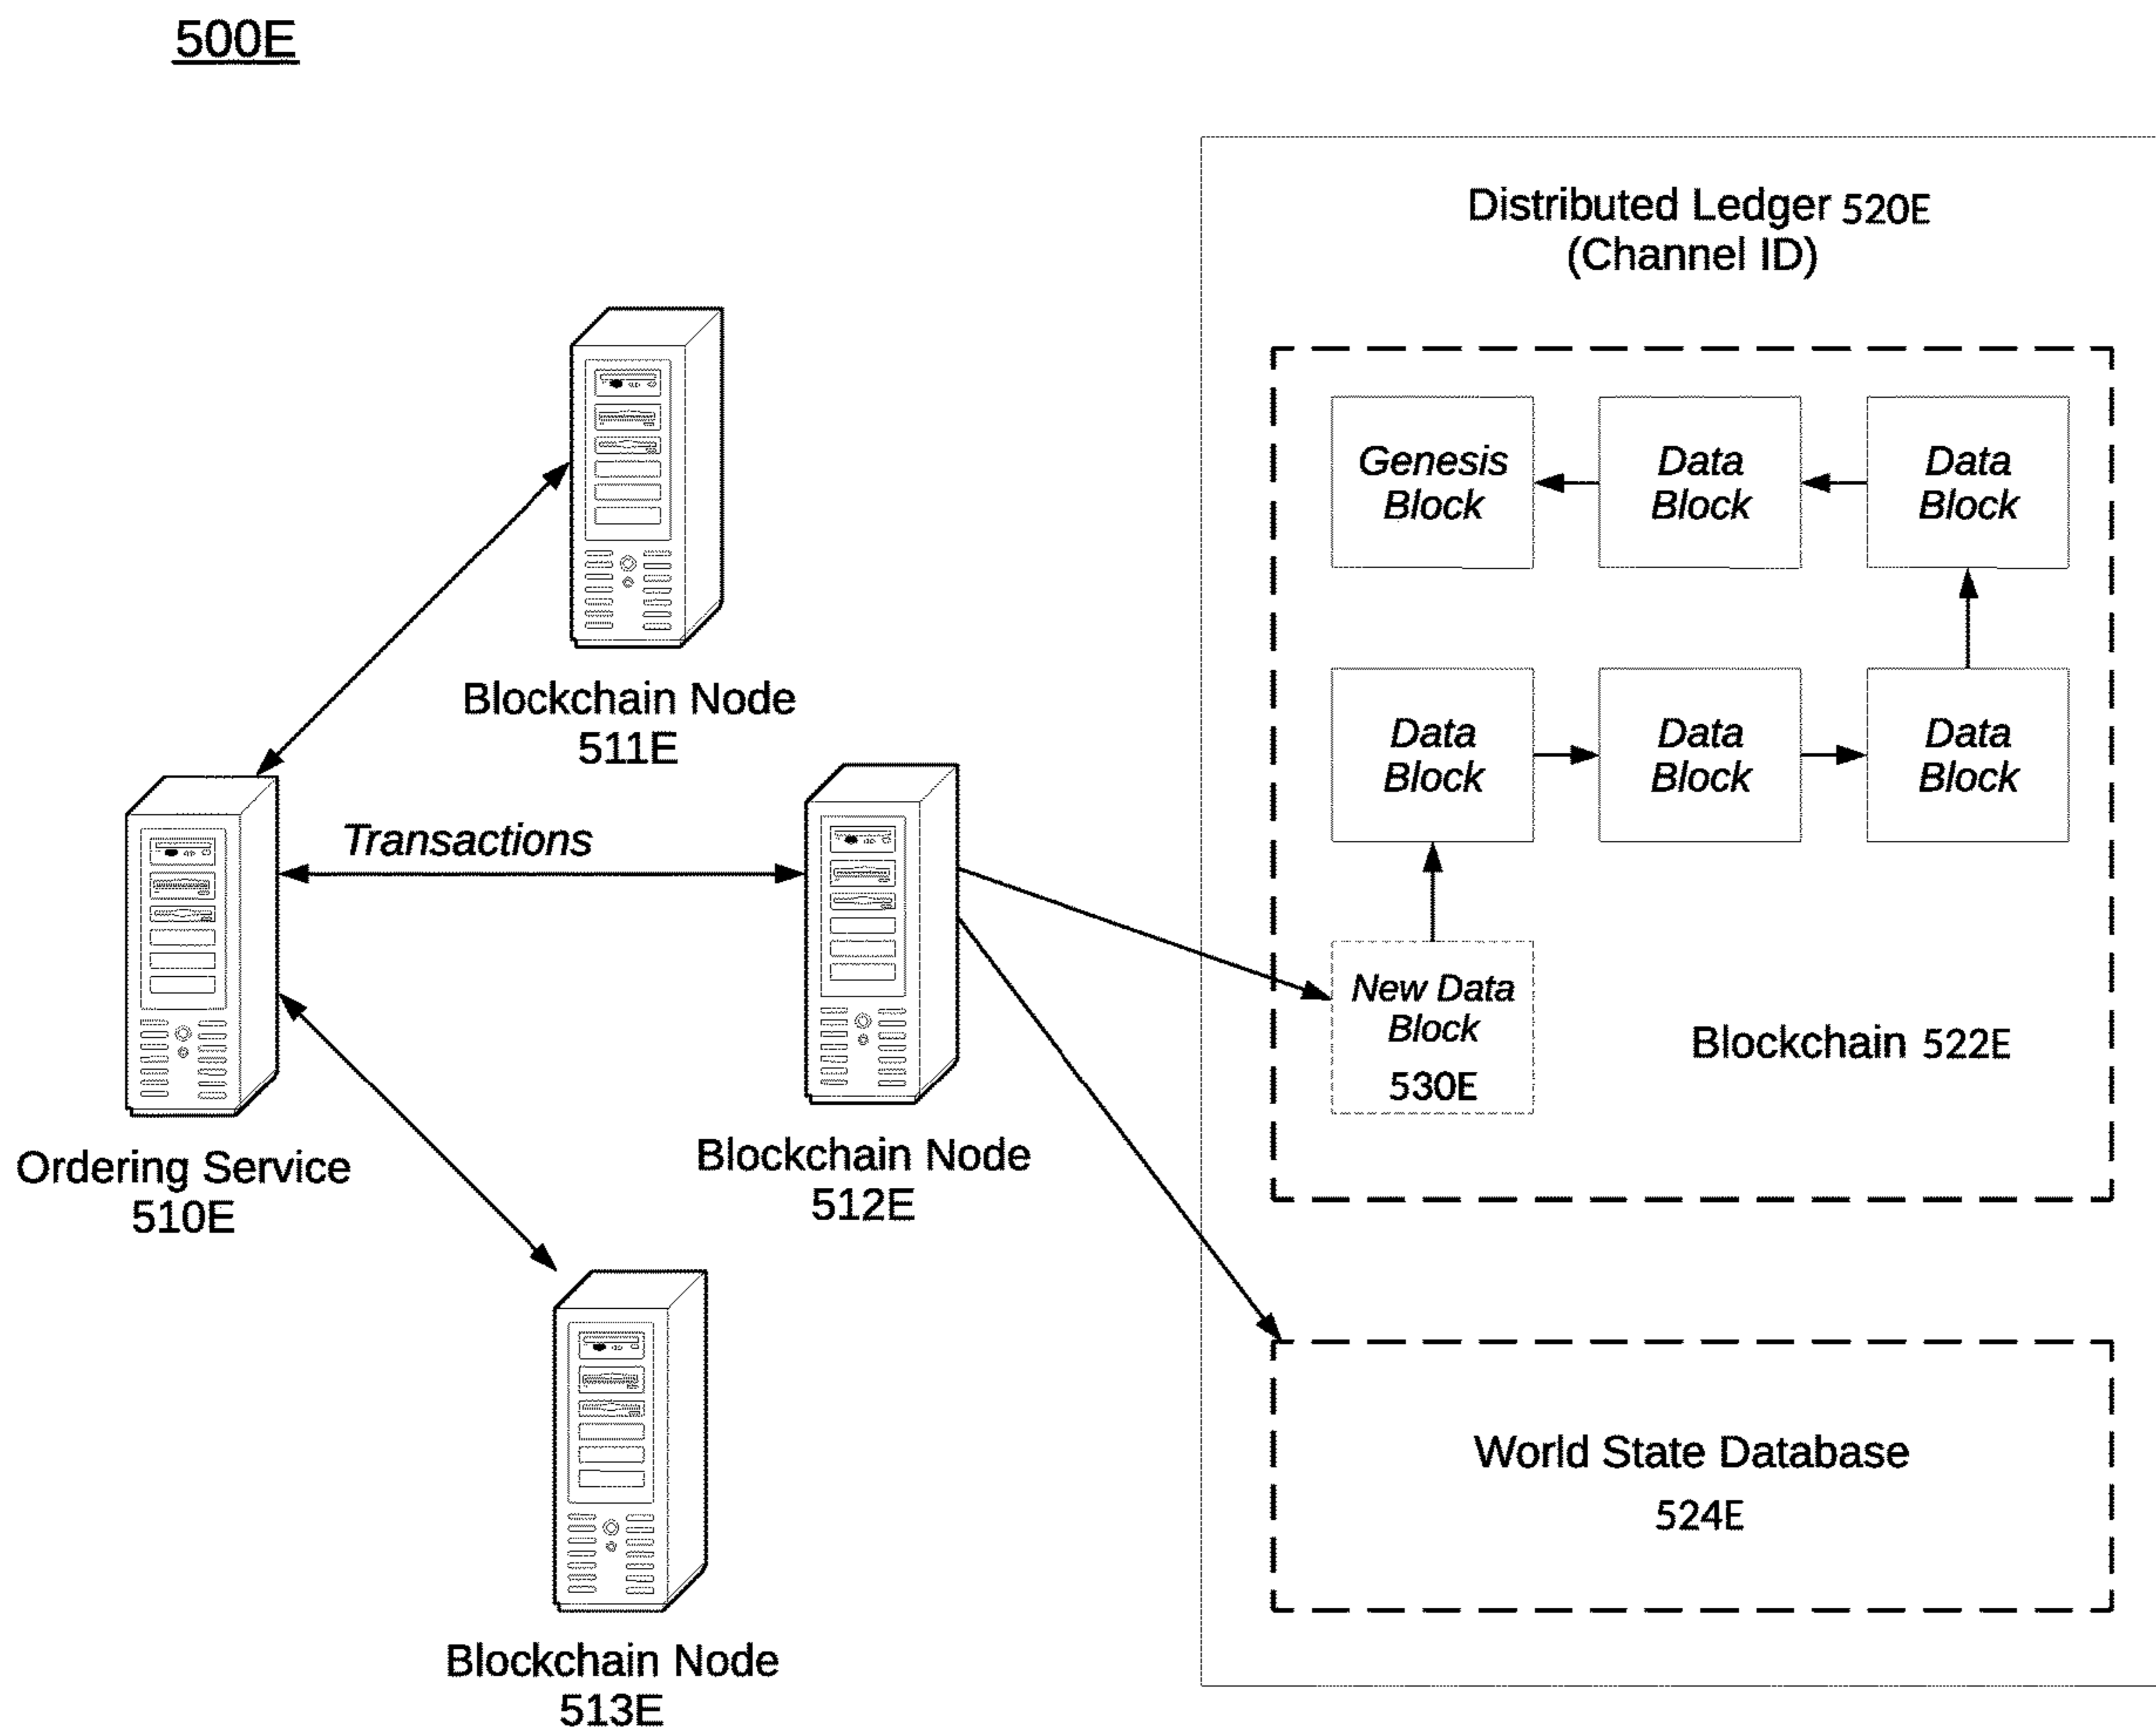 500E
Distributed Ledger 520E
(Channel ID)
Genesis
Block
Data
Block
Data
Block
Blockchain Node
511E
Data
Block
Data
Block
Data
Block
Transactions
New Data
Block
530E
Blockchain 522E
Ordering Service
510E
Blockchain Node
512E
World State Database
524E
Blockchain Node
513E